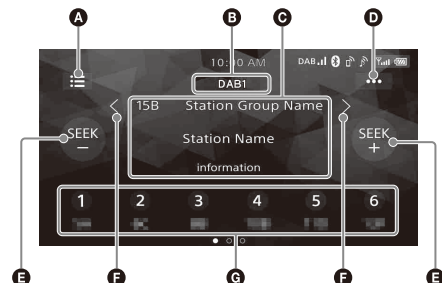 A B C D
10:00 AM DAB
DAB1
15B Station Group Name
SEEK
−
Station Name
SEEK
+
information
1 2 3 4 5 6
E F G F E